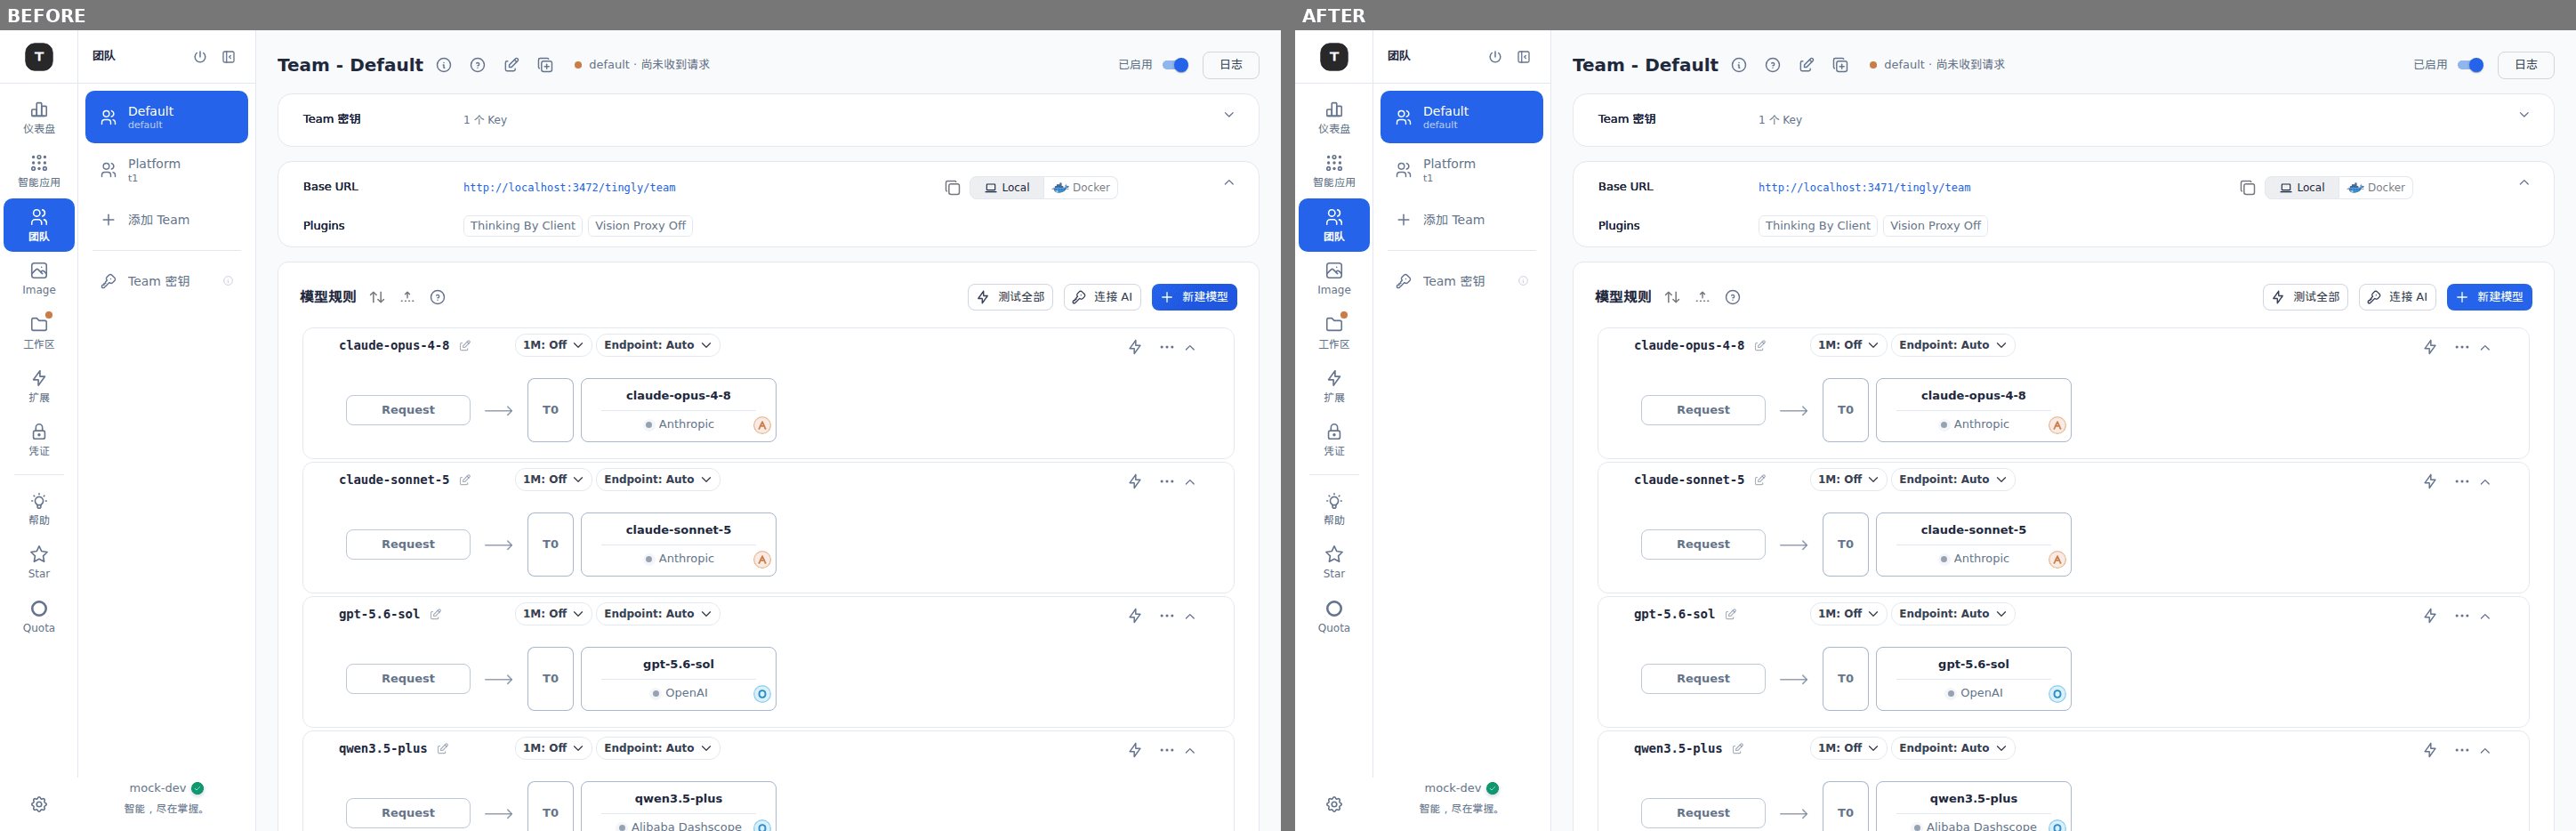 BEFORE
T
团队
仪表盘
智能应用
团队
Image
工作区
扩展
凭证
帮助
Star
Quota
Default
default
Platform
t1
添加 Team
Team 密钥
mock-dev
智能，尽在掌握。
Team - Default
default · 尚未收到请求
已启用
日志
Team 密钥
1 个 Key
Base URL
http://localhost:3472/tingly/team
Local
Docker
Plugins
Thinking By Client
Vision Proxy Off
模型规则
测试全部
连接 AI
新建模型
claude-opus-4-8
1M: Off
Endpoint: Auto
Request
T0
claude-opus-4-8
Anthropic
claude-sonnet-5
1M: Off
Endpoint: Auto
Request
T0
claude-sonnet-5
Anthropic
gpt-5.6-sol
1M: Off
Endpoint: Auto
Request
T0
gpt-5.6-sol
OpenAI
qwen3.5-plus
1M: Off
Endpoint: Auto
Request
T0
qwen3.5-plus
Alibaba Dashscope
AFTER
T
团队
仪表盘
智能应用
团队
Image
工作区
扩展
凭证
帮助
Star
Quota
Default
default
Platform
t1
添加 Team
Team 密钥
mock-dev
智能，尽在掌握。
Team - Default
default · 尚未收到请求
已启用
日志
Team 密钥
1 个 Key
Base URL
http://localhost:3471/tingly/team
Local
Docker
Plugins
Thinking By Client
Vision Proxy Off
模型规则
测试全部
连接 AI
新建模型
claude-opus-4-8
1M: Off
Endpoint: Auto
Request
T0
claude-opus-4-8
Anthropic
claude-sonnet-5
1M: Off
Endpoint: Auto
Request
T0
claude-sonnet-5
Anthropic
gpt-5.6-sol
1M: Off
Endpoint: Auto
Request
T0
gpt-5.6-sol
OpenAI
qwen3.5-plus
1M: Off
Endpoint: Auto
Request
T0
qwen3.5-plus
Alibaba Dashscope